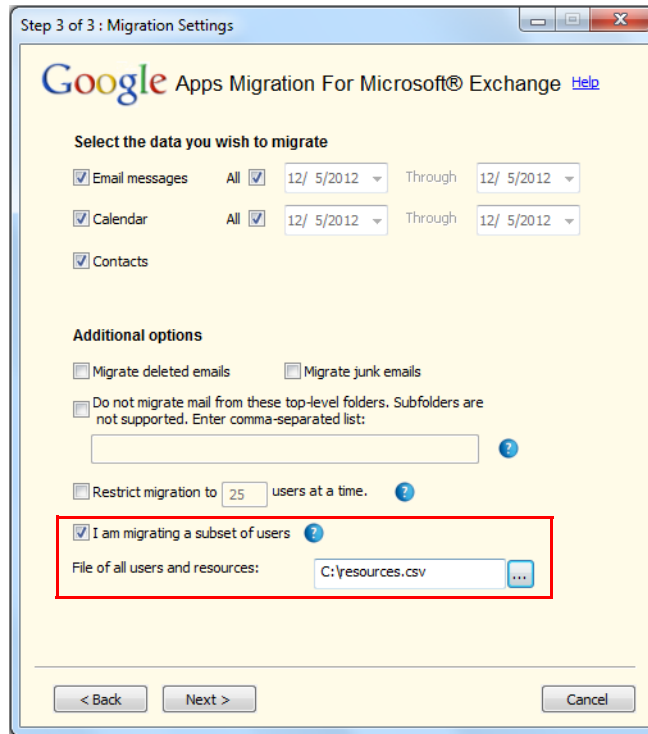 Step 3 of 3 : Migration Settings
Google Apps Migration For Microsoft® Exchange Help
Select the data you wish to migrate
Email messages All 12/ 5/2012 Through 12/ 5/2012
Calendar All 12/ 5/2012 Through 12/ 5/2012
Contacts
Additional options
Migrate deleted emails Migrate junk emails
Do not migrate mail from these top-level folders. Subfolders are
not supported. Enter comma-separated list:
?
Restrict migration to 25 users at a time. ?
I am migrating a subset of users ?
File of all users and resources: C:\resources.csv ...
< Back Next > Cancel